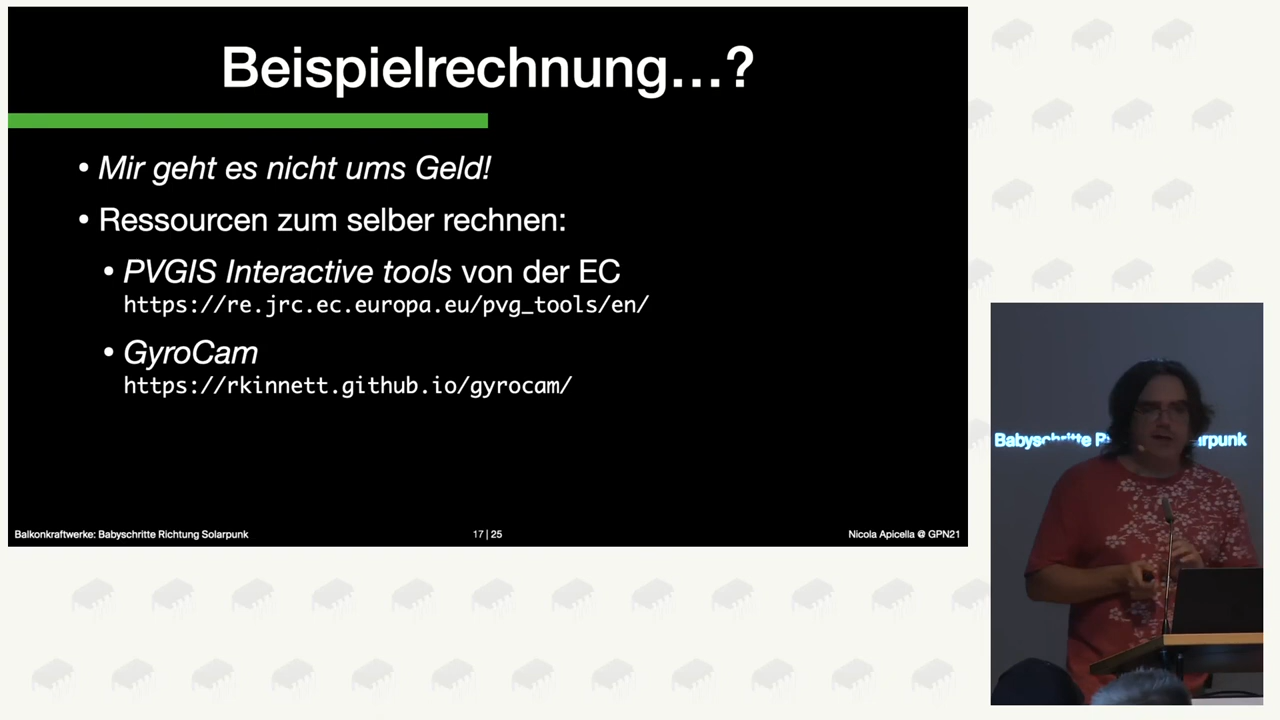 Beispielrechnung…?
• Mir geht es nicht ums Geld!
• Ressourcen zum selber rechnen:
• PVGIS Interactive tools von der EC
https://re.jrc.ec.europa.eu/pvg_tools/en/
• GyroCam
https://rkinnett.github.io/gyrocam/
Balkonkraftwerke: Babyschritte Richtung Solarpunk
17 | 25
Nicola Apicella @ GPN21
Babyschritte